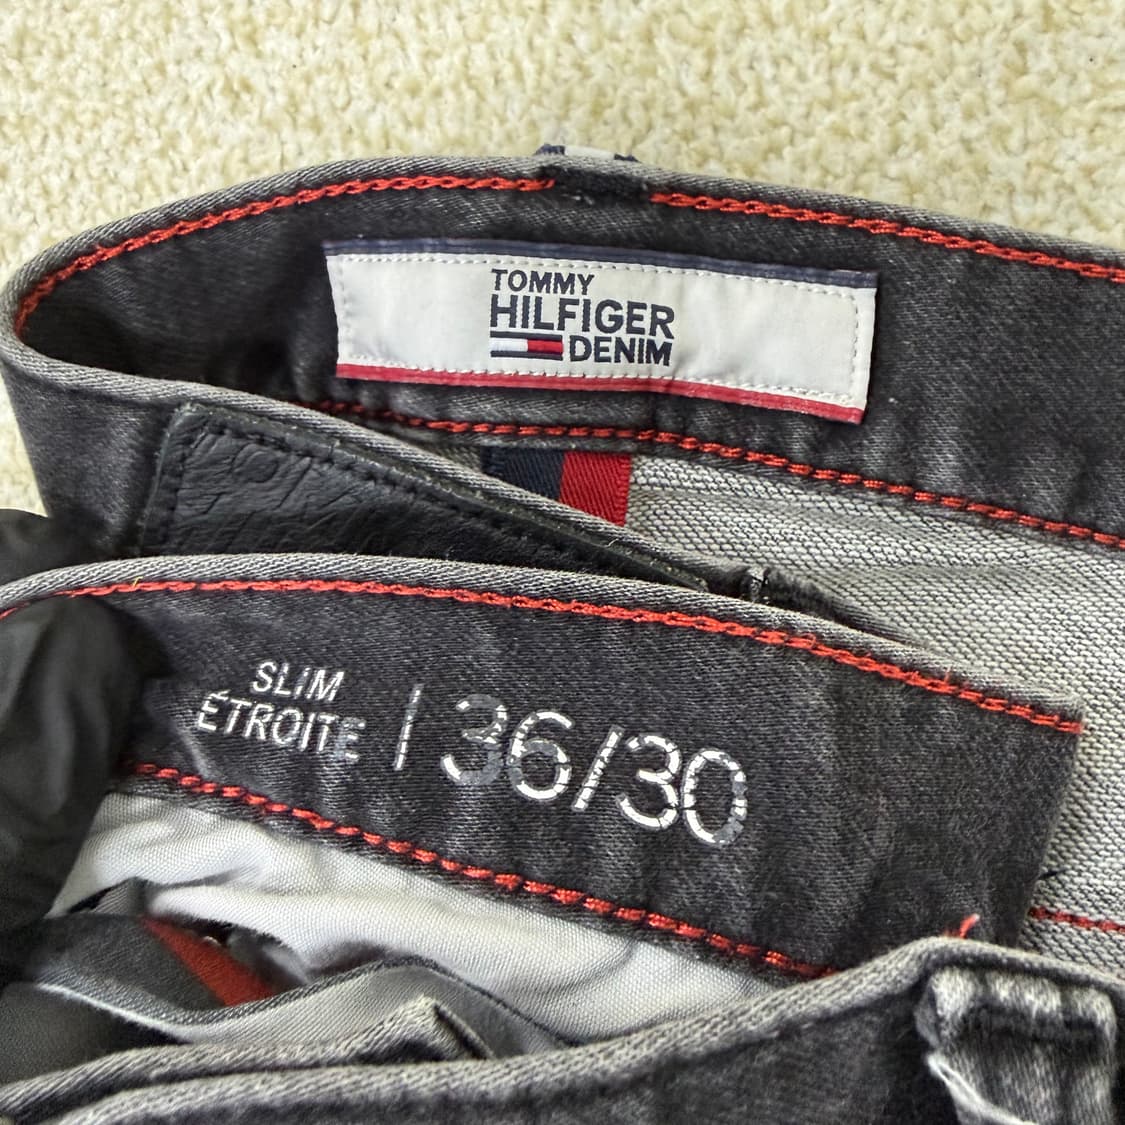 TOMMY
HILFIGER
DENIM
SLIM
ÉTROITE
36/30